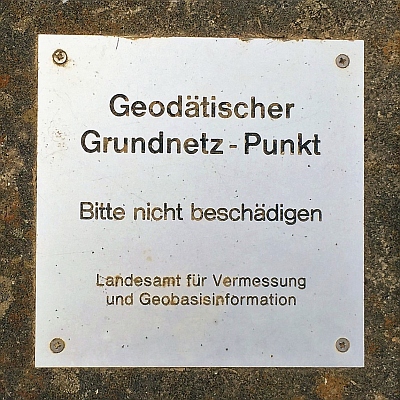 Geodätischer
Grundnetz - Punkt
Bitte nicht beschädigen
Landesamt für Vermessung
und Geobasisinformation